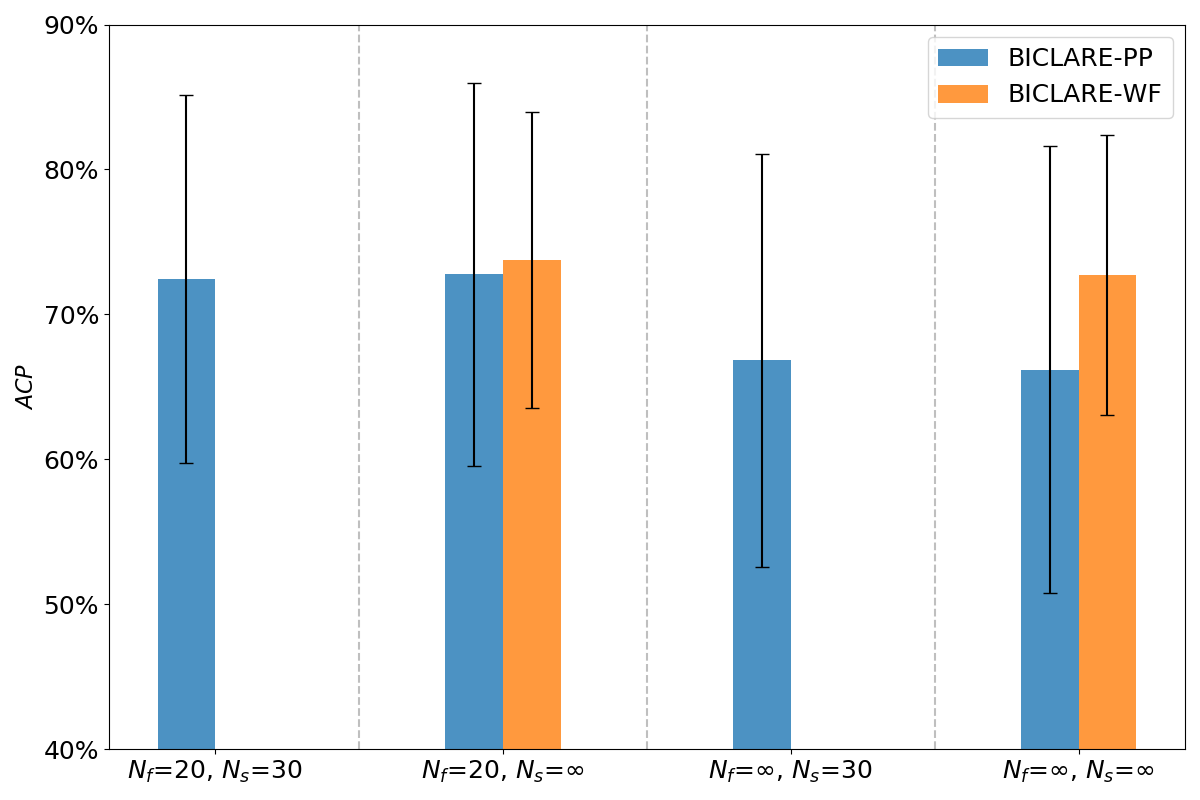 90%
80%
70%
60%
50%
40%
ACP
BICLARE-PP
BICLARE-WF
N_f=20, N_s=30
N_f=20, N_s=∞
N_f=∞, N_s=30
N_f=∞, N_s=∞